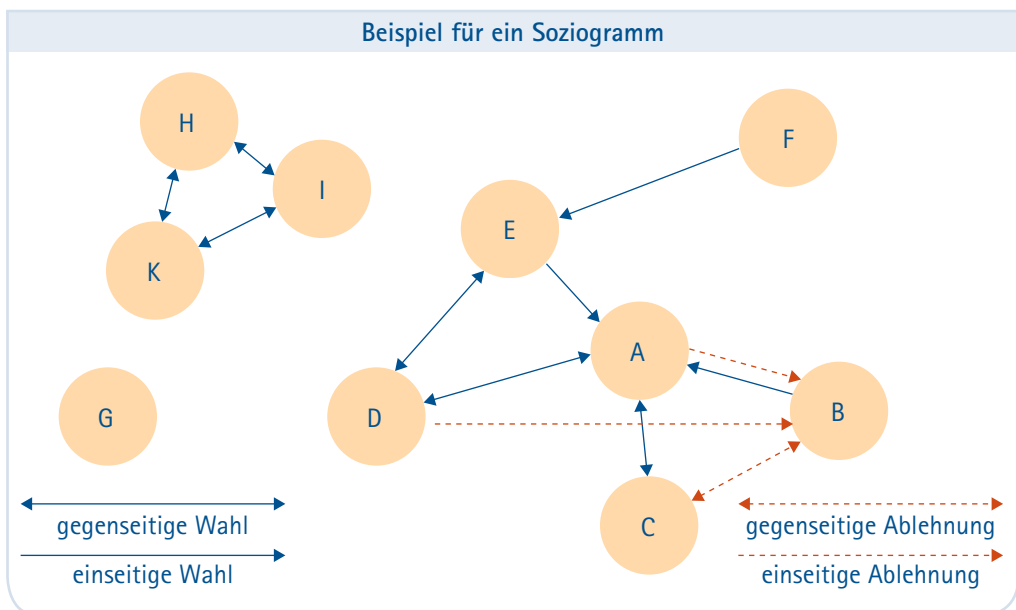 Beispiel für ein Soziogramm
H
F
I
E
K
A
G
D
B
C
gegenseitige Wahl
einseitige Wahl
gegenseitige Ablehnung
einseitige Ablehnung